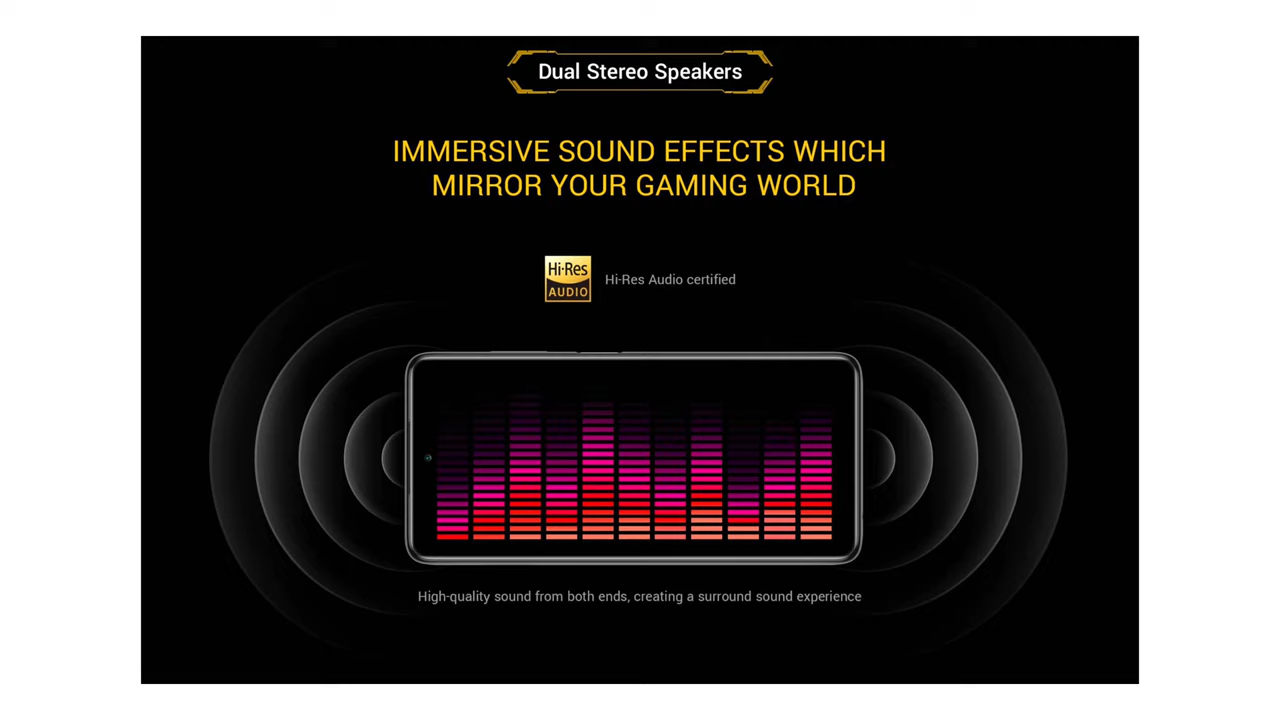 Dual Stereo Speakers
IMMERSIVE SOUND EFFECTS WHICH
MIRROR YOUR GAMING WORLD
Hi-Res
AUDIO
Hi-Res Audio certified
High-quality sound from both ends, creating a surround sound experience